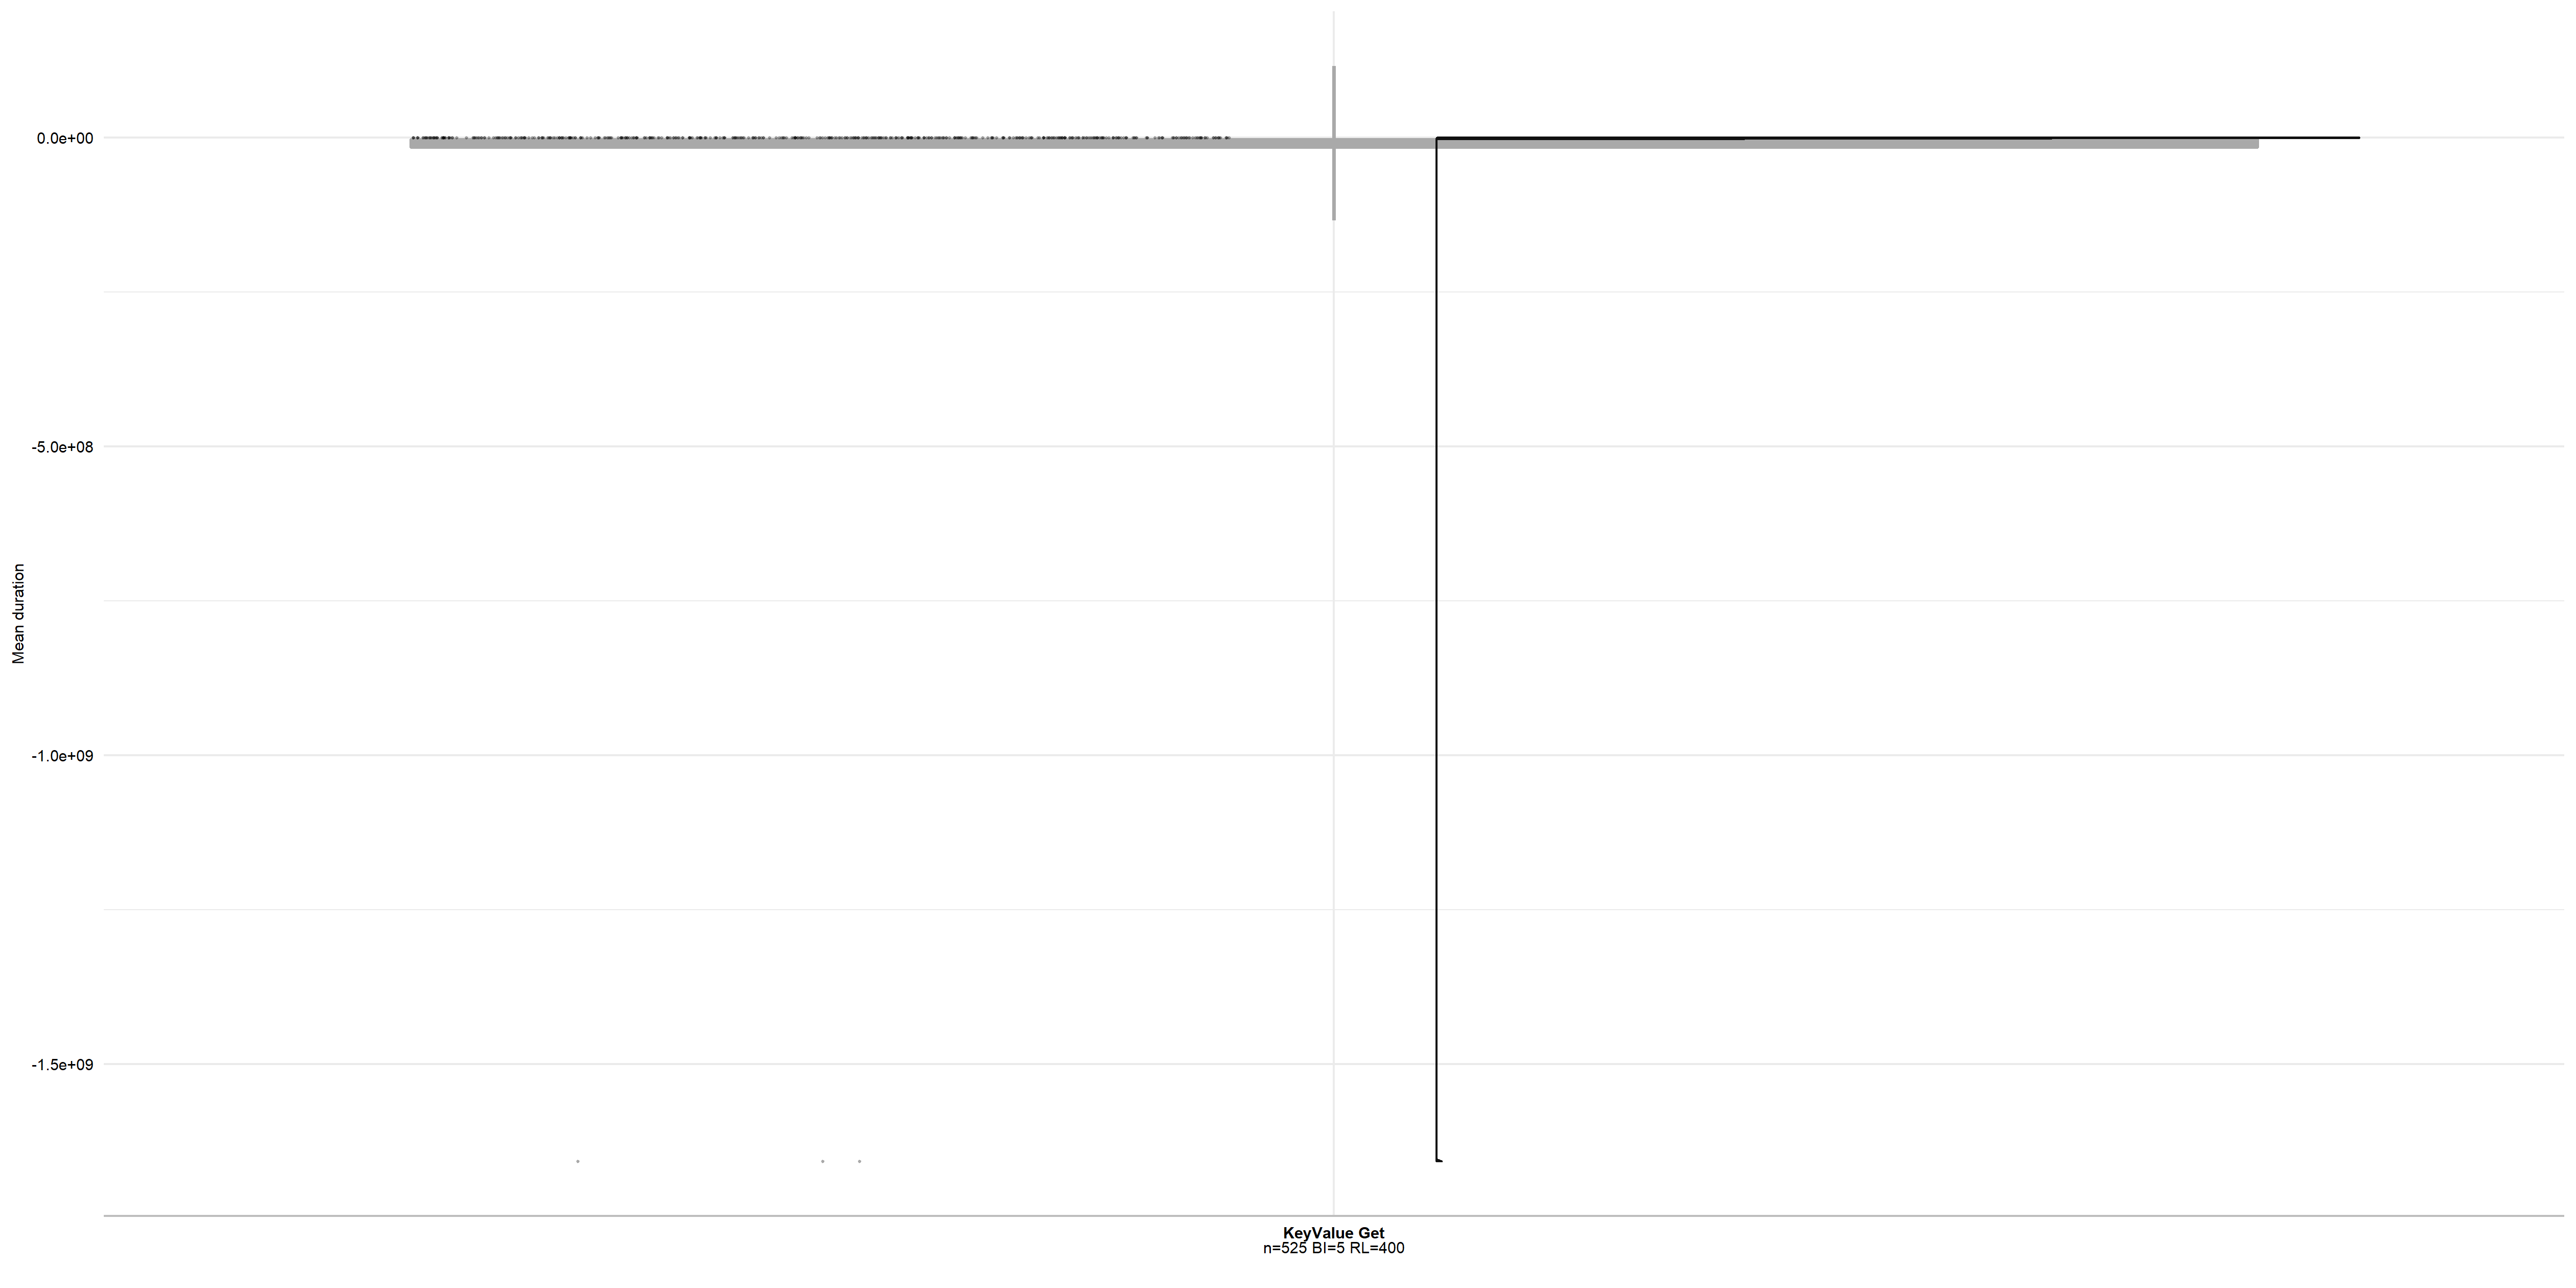 0.0e+00
-5.0e+08
Mean duration
-1.0e+09
-1.5e+09
KeyValue Get
n=525 BI=5 RL=400